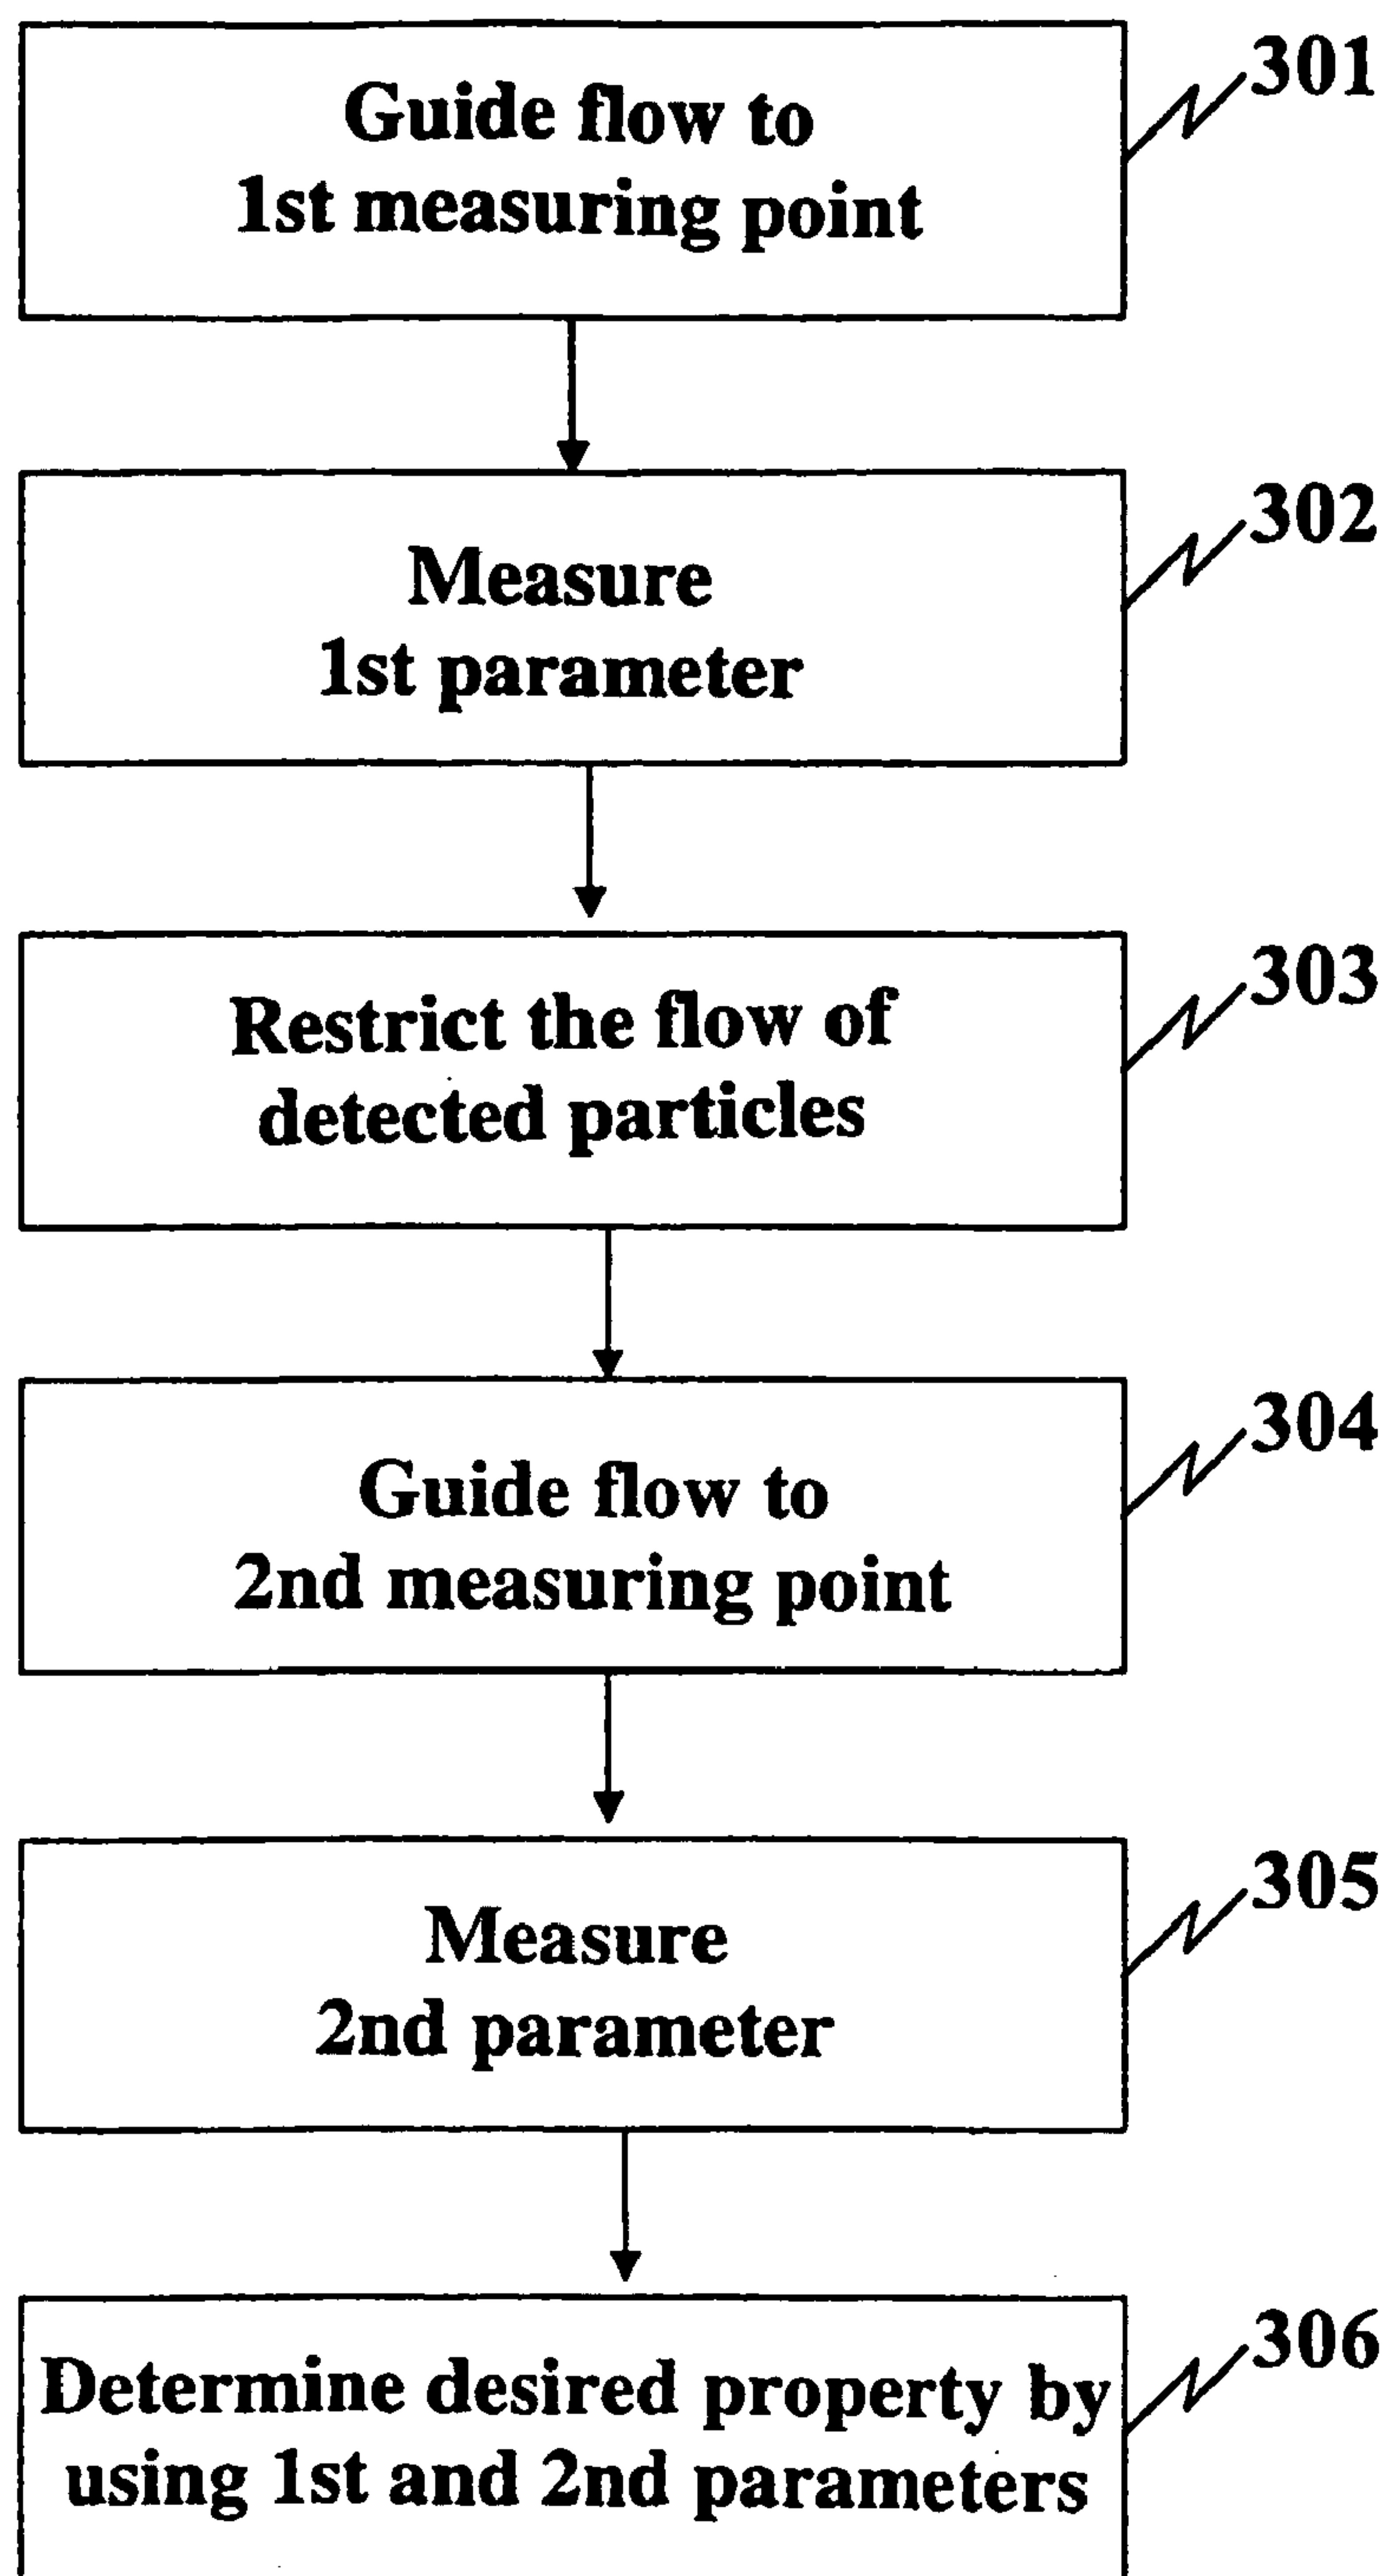 Guide flow to
1st measuring point
301
Measure
1st parameter
302
Restrict the flow of
detected particles
303
Guide flow to
2nd measuring point
304
Measure
2nd parameter
305
Determine desired property by
using 1st and 2nd parameters
306